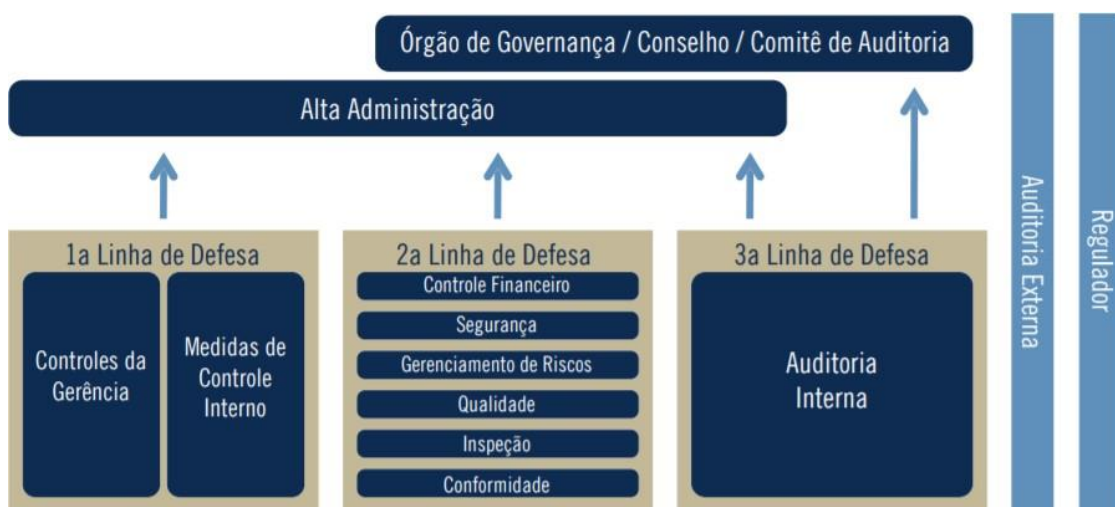 Órgão de Governança / Conselho / Comitê de Auditoria
Alta Administração
1a Linha de Defesa
Controles da
Gerência
Medidas de
Controle
Interno
2a Linha de Defesa
Controle Financeiro
Segurança
Gerenciamento de Riscos
Qualidade
Inspeção
Conformidade
3a Linha de Defesa
Auditoria
Interna
Auditoria Externa
Regulador